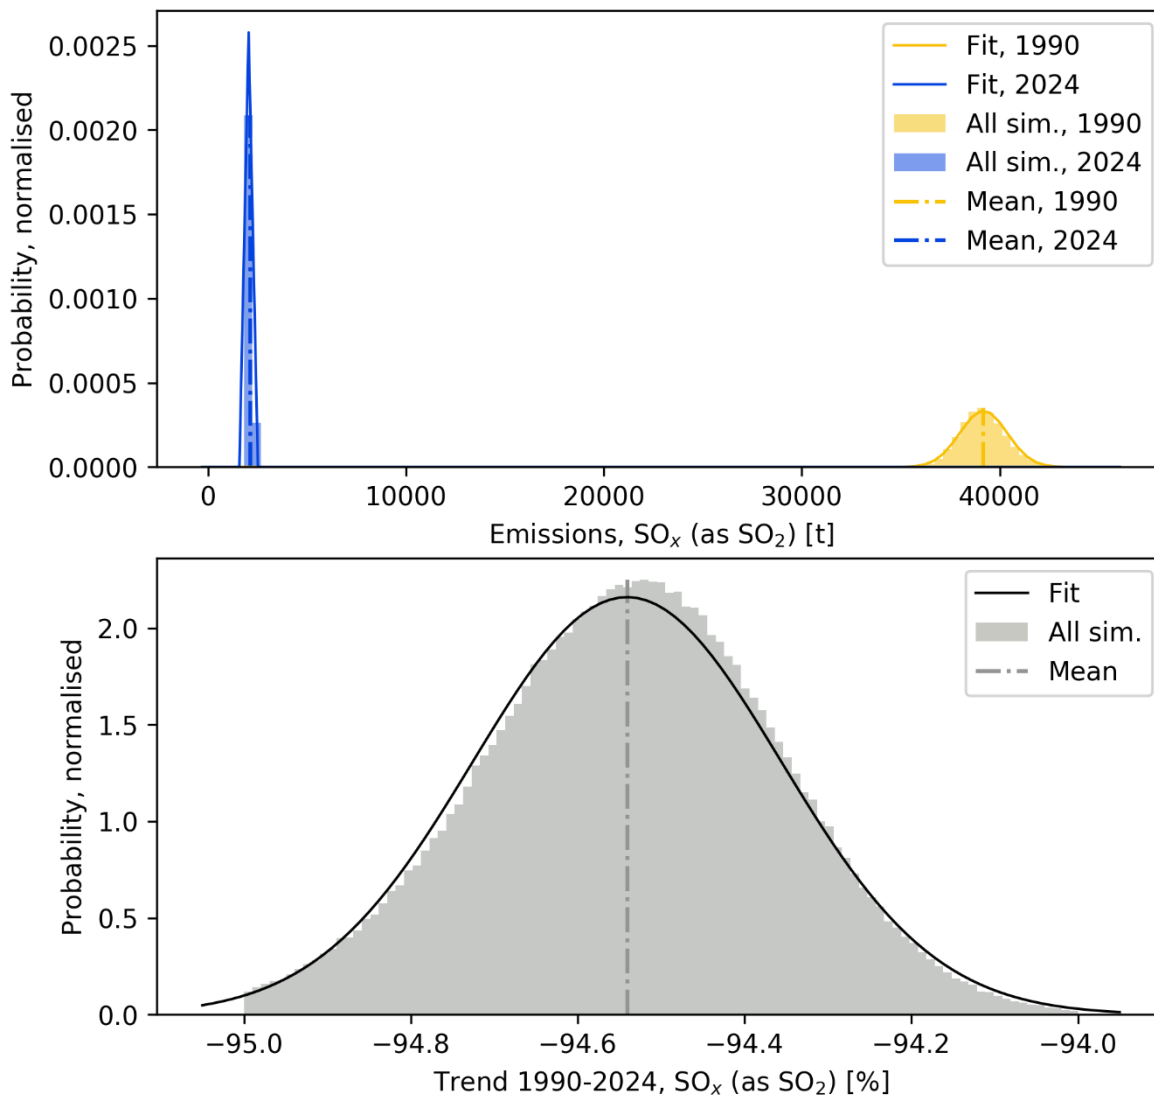 0.0025
0.0020
0.0015
0.0010
0.0005
0.0000
Probability, normalised
Fit, 1990
Fit, 2024
All sim., 1990
All sim., 2024
Mean, 1990
Mean, 2024
0 10000 20000 30000 40000
Emissions, SOₓ (as SO₂) [t]
2.0
1.5
1.0
0.5
0.0
Probability, normalised
Fit
All sim.
Mean
−95.0 −94.8 −94.6 −94.4 −94.2 −94.0
Trend 1990-2024, SOₓ (as SO₂) [%]